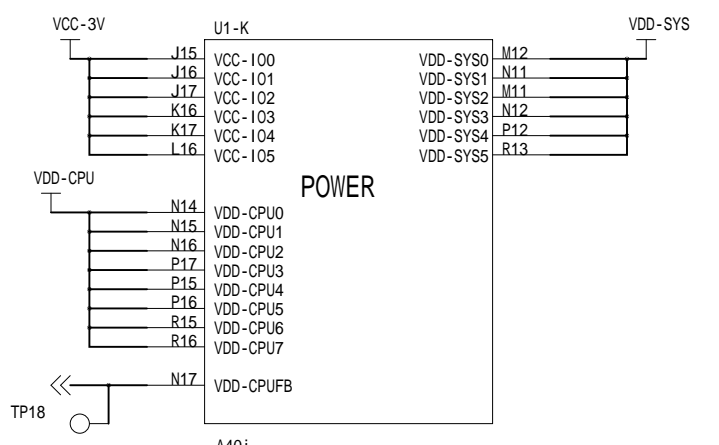 VCC-3V U1-K VDD-SYS
J15 VCC-IO0 VDD-SYS0 M12
J16 VCC-IO1 VDD-SYS1 N11
J17 VCC-IO2 VDD-SYS2 M11
K16 VCC-IO3 VDD-SYS3 N12
K17 VCC-IO4 VDD-SYS4 P12
L16 VCC-IO5 VDD-SYS5 R13
VDD-CPU POWER
N14 VDD-CPU0
N15 VDD-CPU1
N16 VDD-CPU2
P17 VDD-CPU3
P15 VDD-CPU4
P16 VDD-CPU5
R15 VDD-CPU6
R16 VDD-CPU7
N17 VDD-CPUFB
TP18
A40i